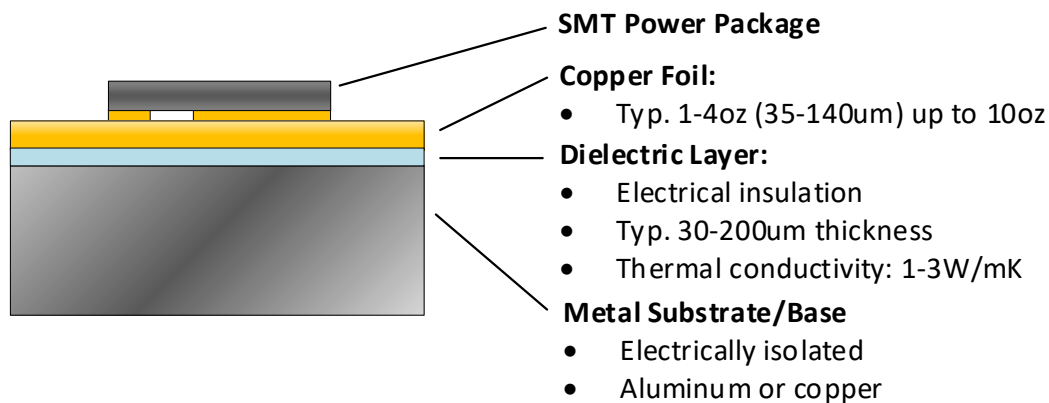 SMT Power Package
Copper Foil:
• Typ. 1-4oz (35-140um) up to 10oz
Dielectric Layer:
• Electrical insulation
• Typ. 30-200um thickness
• Thermal conductivity: 1-3W/mK
Metal Substrate/Base
• Electrically isolated
• Aluminum or copper